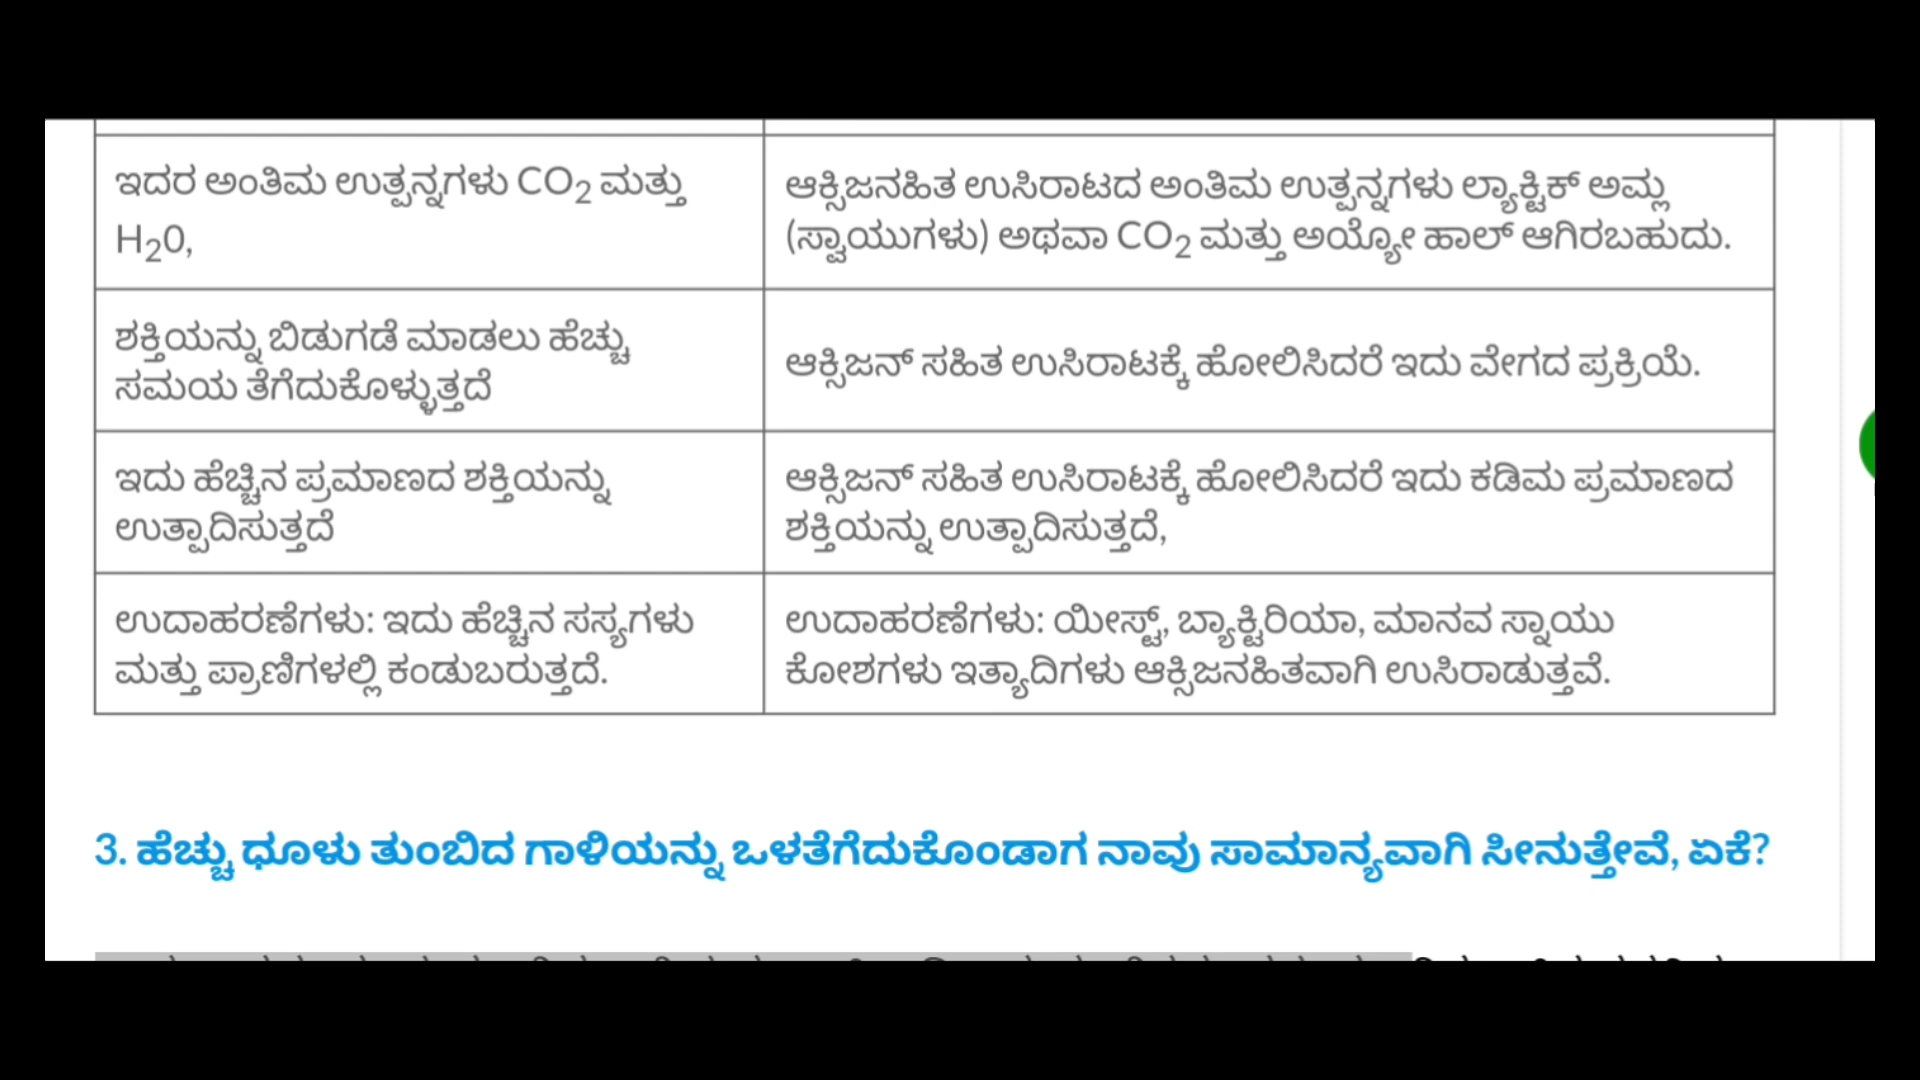 ಇದರ ಅಂತಿಮ ಉತ್ಪನ್ನಗಳು CO2 ಮತ್ತು
H20,
ಆಕ್ಸಿಜನಹಿತ ಉಸಿರಾಟದ ಅಂತಿಮ ಉತ್ಪನ್ನಗಳು ಲ್ಯಾಕ್ಟಿಕ್ ಅಮ್ಲ
(ಸ್ನಾಯುಗಳು) ಅಥವಾ CO2 ಮತ್ತು ಅಯ್ಯೋ ಹಾಲ್ ಆಗಿರಬಹುದು.
ಶಕ್ತಿಯನ್ನು ಬಿಡುಗಡೆ ಮಾಡಲು ಹೆಚ್ಚು
ಸಮಯ ತೆಗೆದುಕೊಳ್ಳುತ್ತದೆ
ಆಕ್ಸಿಜನ್ ಸಹಿತ ಉಸಿರಾಟಕ್ಕೆ ಹೋಲಿಸಿದರೆ ಇದು ವೇಗದ ಪ್ರಕ್ರಿಯೆ.
ಇದು ಹೆಚ್ಚಿನ ಪ್ರಮಾಣದ ಶಕ್ತಿಯನ್ನು
ಉತ್ಪಾದಿಸುತ್ತದೆ
ಆಕ್ಸಿಜನ್ ಸಹಿತ ಉಸಿರಾಟಕ್ಕೆ ಹೋಲಿಸಿದರೆ ಇದು ಕಡಿಮ ಪ್ರಮಾಣದ
ಶಕ್ತಿಯನ್ನು ಉತ್ಪಾದಿಸುತ್ತದೆ,
ಉದಾಹರಣೆಗಳು: ಇದು ಹೆಚ್ಚಿನ ಸಸ್ಯಗಳು
ಮತ್ತು ಪ್ರಾಣಿಗಳಲ್ಲಿ ಕಂಡುಬರುತ್ತದೆ.
ಉದಾಹರಣೆಗಳು: ಯೀಸ್ಟ್, ಬ್ಯಾಕ್ಟಿರಿಯಾ, ಮಾನವ ಸ್ನಾಯು
ಕೋಶಗಳು ಇತ್ಯಾದಿಗಳು ಆಕ್ಸಿಜನಹಿತವಾಗಿ ಉಸಿರಾಡುತ್ತವೆ.
3. ಹೆಚ್ಚು ಧೂಳು ತುಂಬಿದ ಗಾಳಿಯನ್ನು ಒಳತೆಗೆದುಕೊಂಡಾಗ ನಾವು ಸಾಮಾನ್ಯವಾಗಿ ಸೀನುತ್ತೇವೆ, ಏಕೆ?